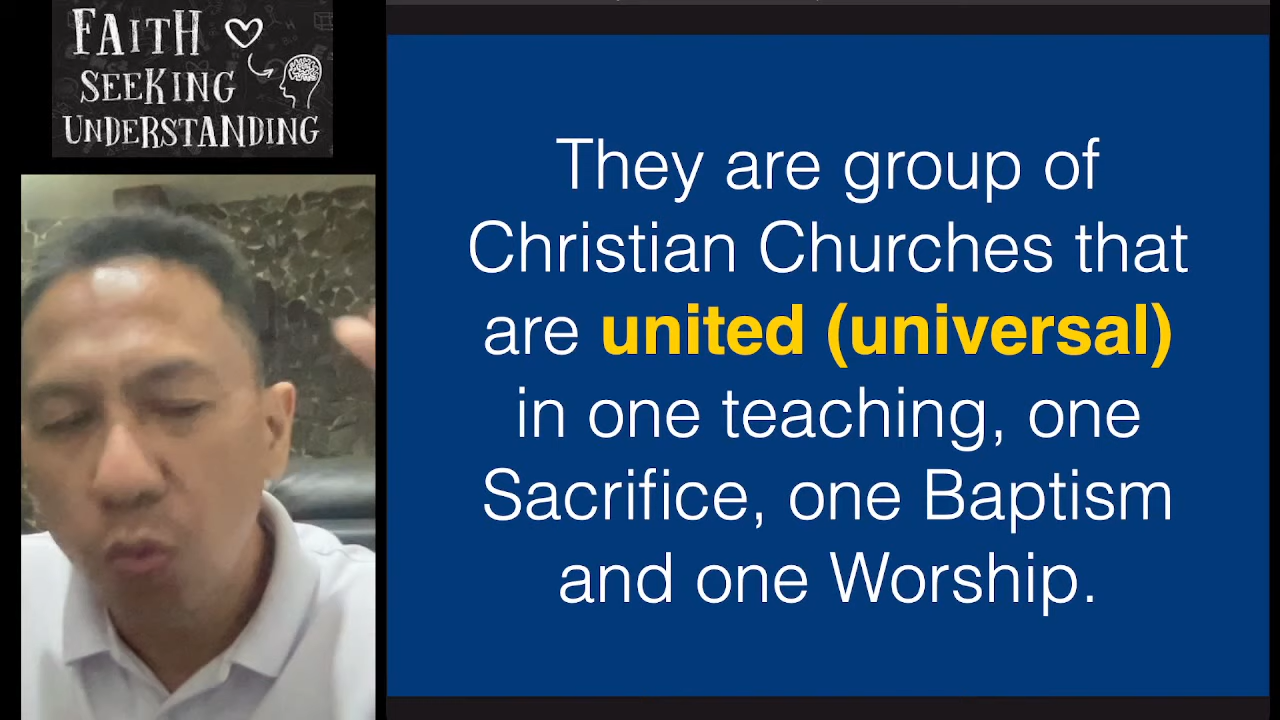 FAITH
SEEKING
UNDERSTANDING
They are group of
Christian Churches that
are united (universal)
in one teaching, one
Sacrifice, one Baptism
and one Worship.